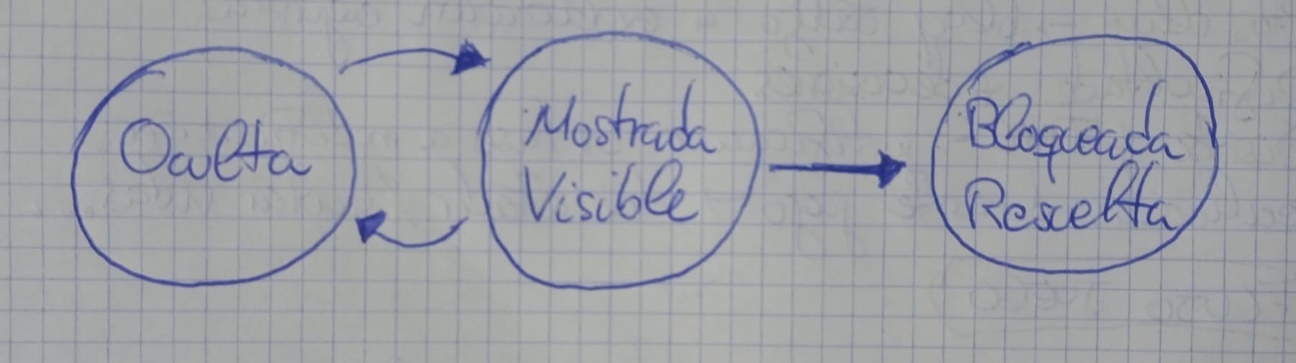 Oculta
Mostrada
Visible
Bloqueada
Resuelta